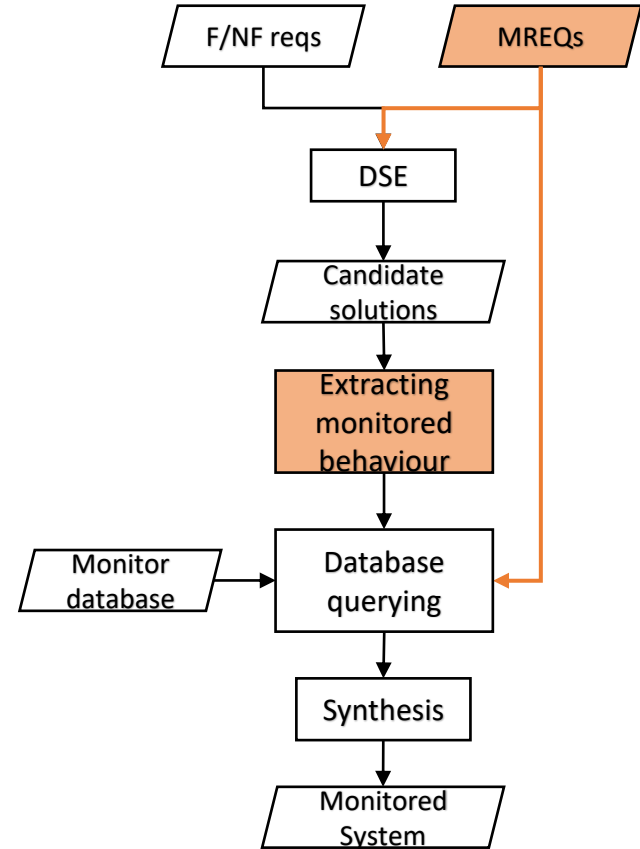 F/NF reqs
MREQs
DSE
Candidate
solutions
Extracting
monitored
behaviour
Monitor
database
Database
querying
Synthesis
Monitored
System